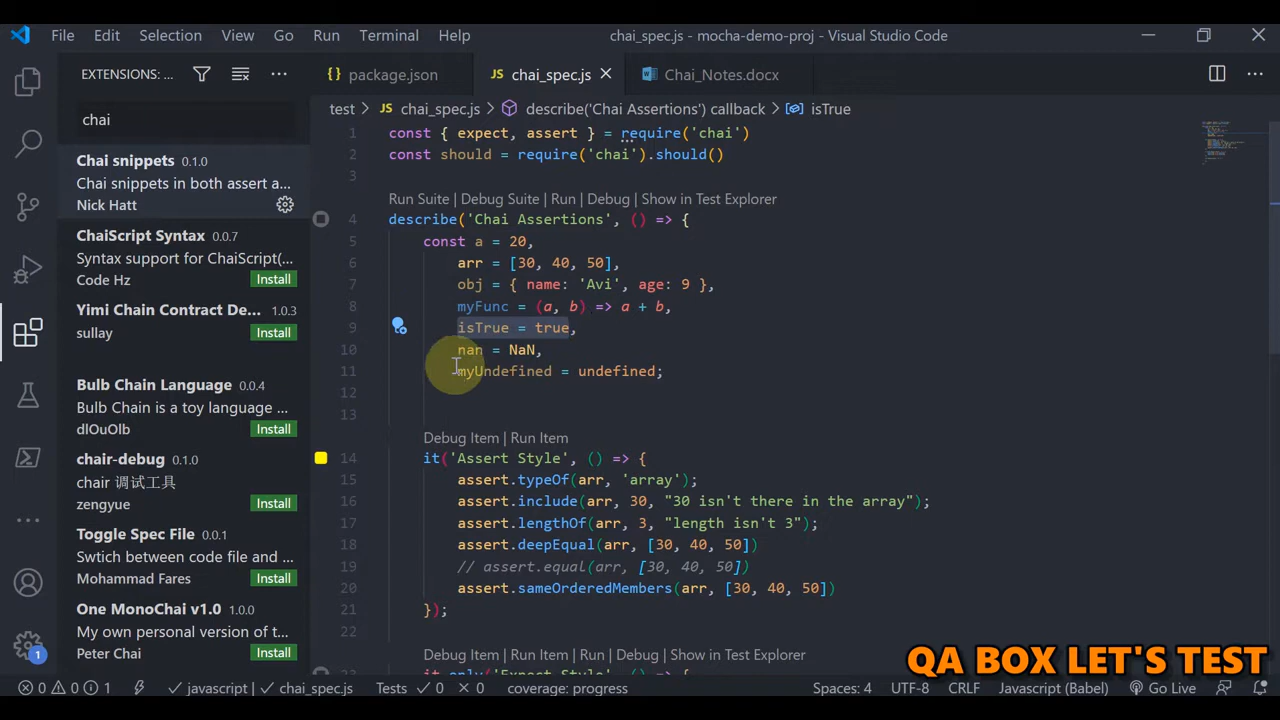 File Edit Selection View Go Run Terminal Help chai_spec.js - mocha-demo-proj - Visual Studio Code
EXTENSIONS: ...
chai
Chai snippets 0.1.0
Chai snippets in both assert a...
Nick Hatt
ChaiScript Syntax 0.0.7
Syntax support for ChaiScript(...
Code Hz Install
Yimi Chain Contract De... 1.0.3
sullay Install
Bulb Chain Language 0.0.4
Bulb Chain is a toy language ...
dlOuOlb Install
chair-debug 0.1.0
chair 调试工具
zengyue Install
Toggle Spec File 0.0.1
Swtich between code file and ...
Mohammad Fares Install
One MonoChai v1.0 1.0.0
My own personal version of t...
Peter Chai Install
{} package.json JS chai_spec.js Chai_Notes.docx
test > JS chai_spec.js > describe('Chai Assertions') callback > isTrue
1 const { expect, assert } = require('chai')
2 const should = require('chai').should()
3
Run Suite | Debug Suite | Run | Debug | Show in Test Explorer
4 describe('Chai Assertions', () => {
5 const a = 20,
6 arr = [30, 40, 50],
7 obj = { name: 'Avi', age: 9 },
8 myFunc = (a, b) => a + b,
9 isTrue = true,
10 nan = NaN,
11 myUndefined = undefined;
12
13
Debug Item | Run Item
14 it('Assert Style', () => {
15 assert.typeOf(arr, 'array');
16 assert.include(arr, 30, "30 isn't there in the array");
17 assert.lengthOf(arr, 3, "length isn't 3");
18 assert.deepEqual(arr, [30, 40, 50])
19 // assert.equal(arr, [30, 40, 50])
20 assert.sameOrderedMembers(arr, [30, 40, 50])
21 });
22
Debug Item | Run Item | Run | Debug | Show in Test Explorer
23 it.only('Expect Style', () => {
QA BOX LET'S TEST
1
0 0 1 javascript | chai_spec.js Tests 0 0 coverage: progress Spaces: 4 UTF-8 CRLF Javascript (Babel) Go Live